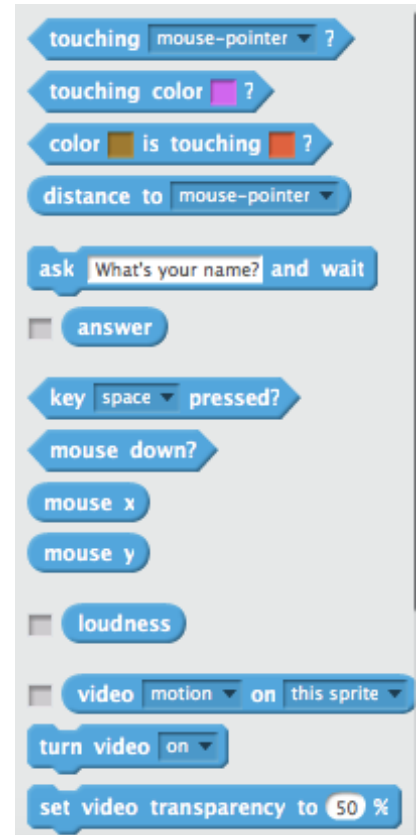 touching mouse-pointer ?
touching color ?
color is touching ?
distance to mouse-pointer
ask What's your name? and wait
answer
key space pressed?
mouse down?
mouse x
mouse y
loudness
video motion on this sprite
turn video on
set video transparency to 50 %